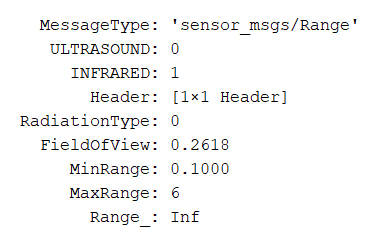 MessageType: 'sensor_msgs/Range'
ULTRASOUND: 0
INFRARED: 1
Header: [1×1 Header]
RadiationType: 0
FieldOfView: 0.2618
MinRange: 0.1000
MaxRange: 6
Range_: Inf